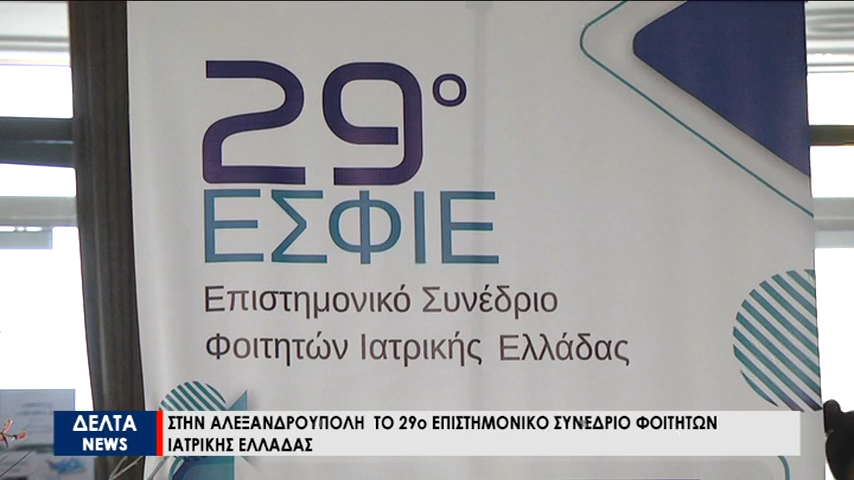 29ο
ΕΣΦΙΕ
Επιστημονικό Συνέδριο
Φοιτητών Ιατρικής Ελλάδας
ΔΕΛΤΑ
NEWS
ΣΤΗΝ ΑΛΕΞΑΝΔΡΟΥΠΟΛΗ ΤΟ 29ο ΕΠΙΣΤΗΜΟΝΙΚΟ ΣΥΝΕΔΡΙΟ ΦΟΙΤΗΤΩΝ
ΙΑΤΡΙΚΗΣ ΕΛΛΑΔΑΣ